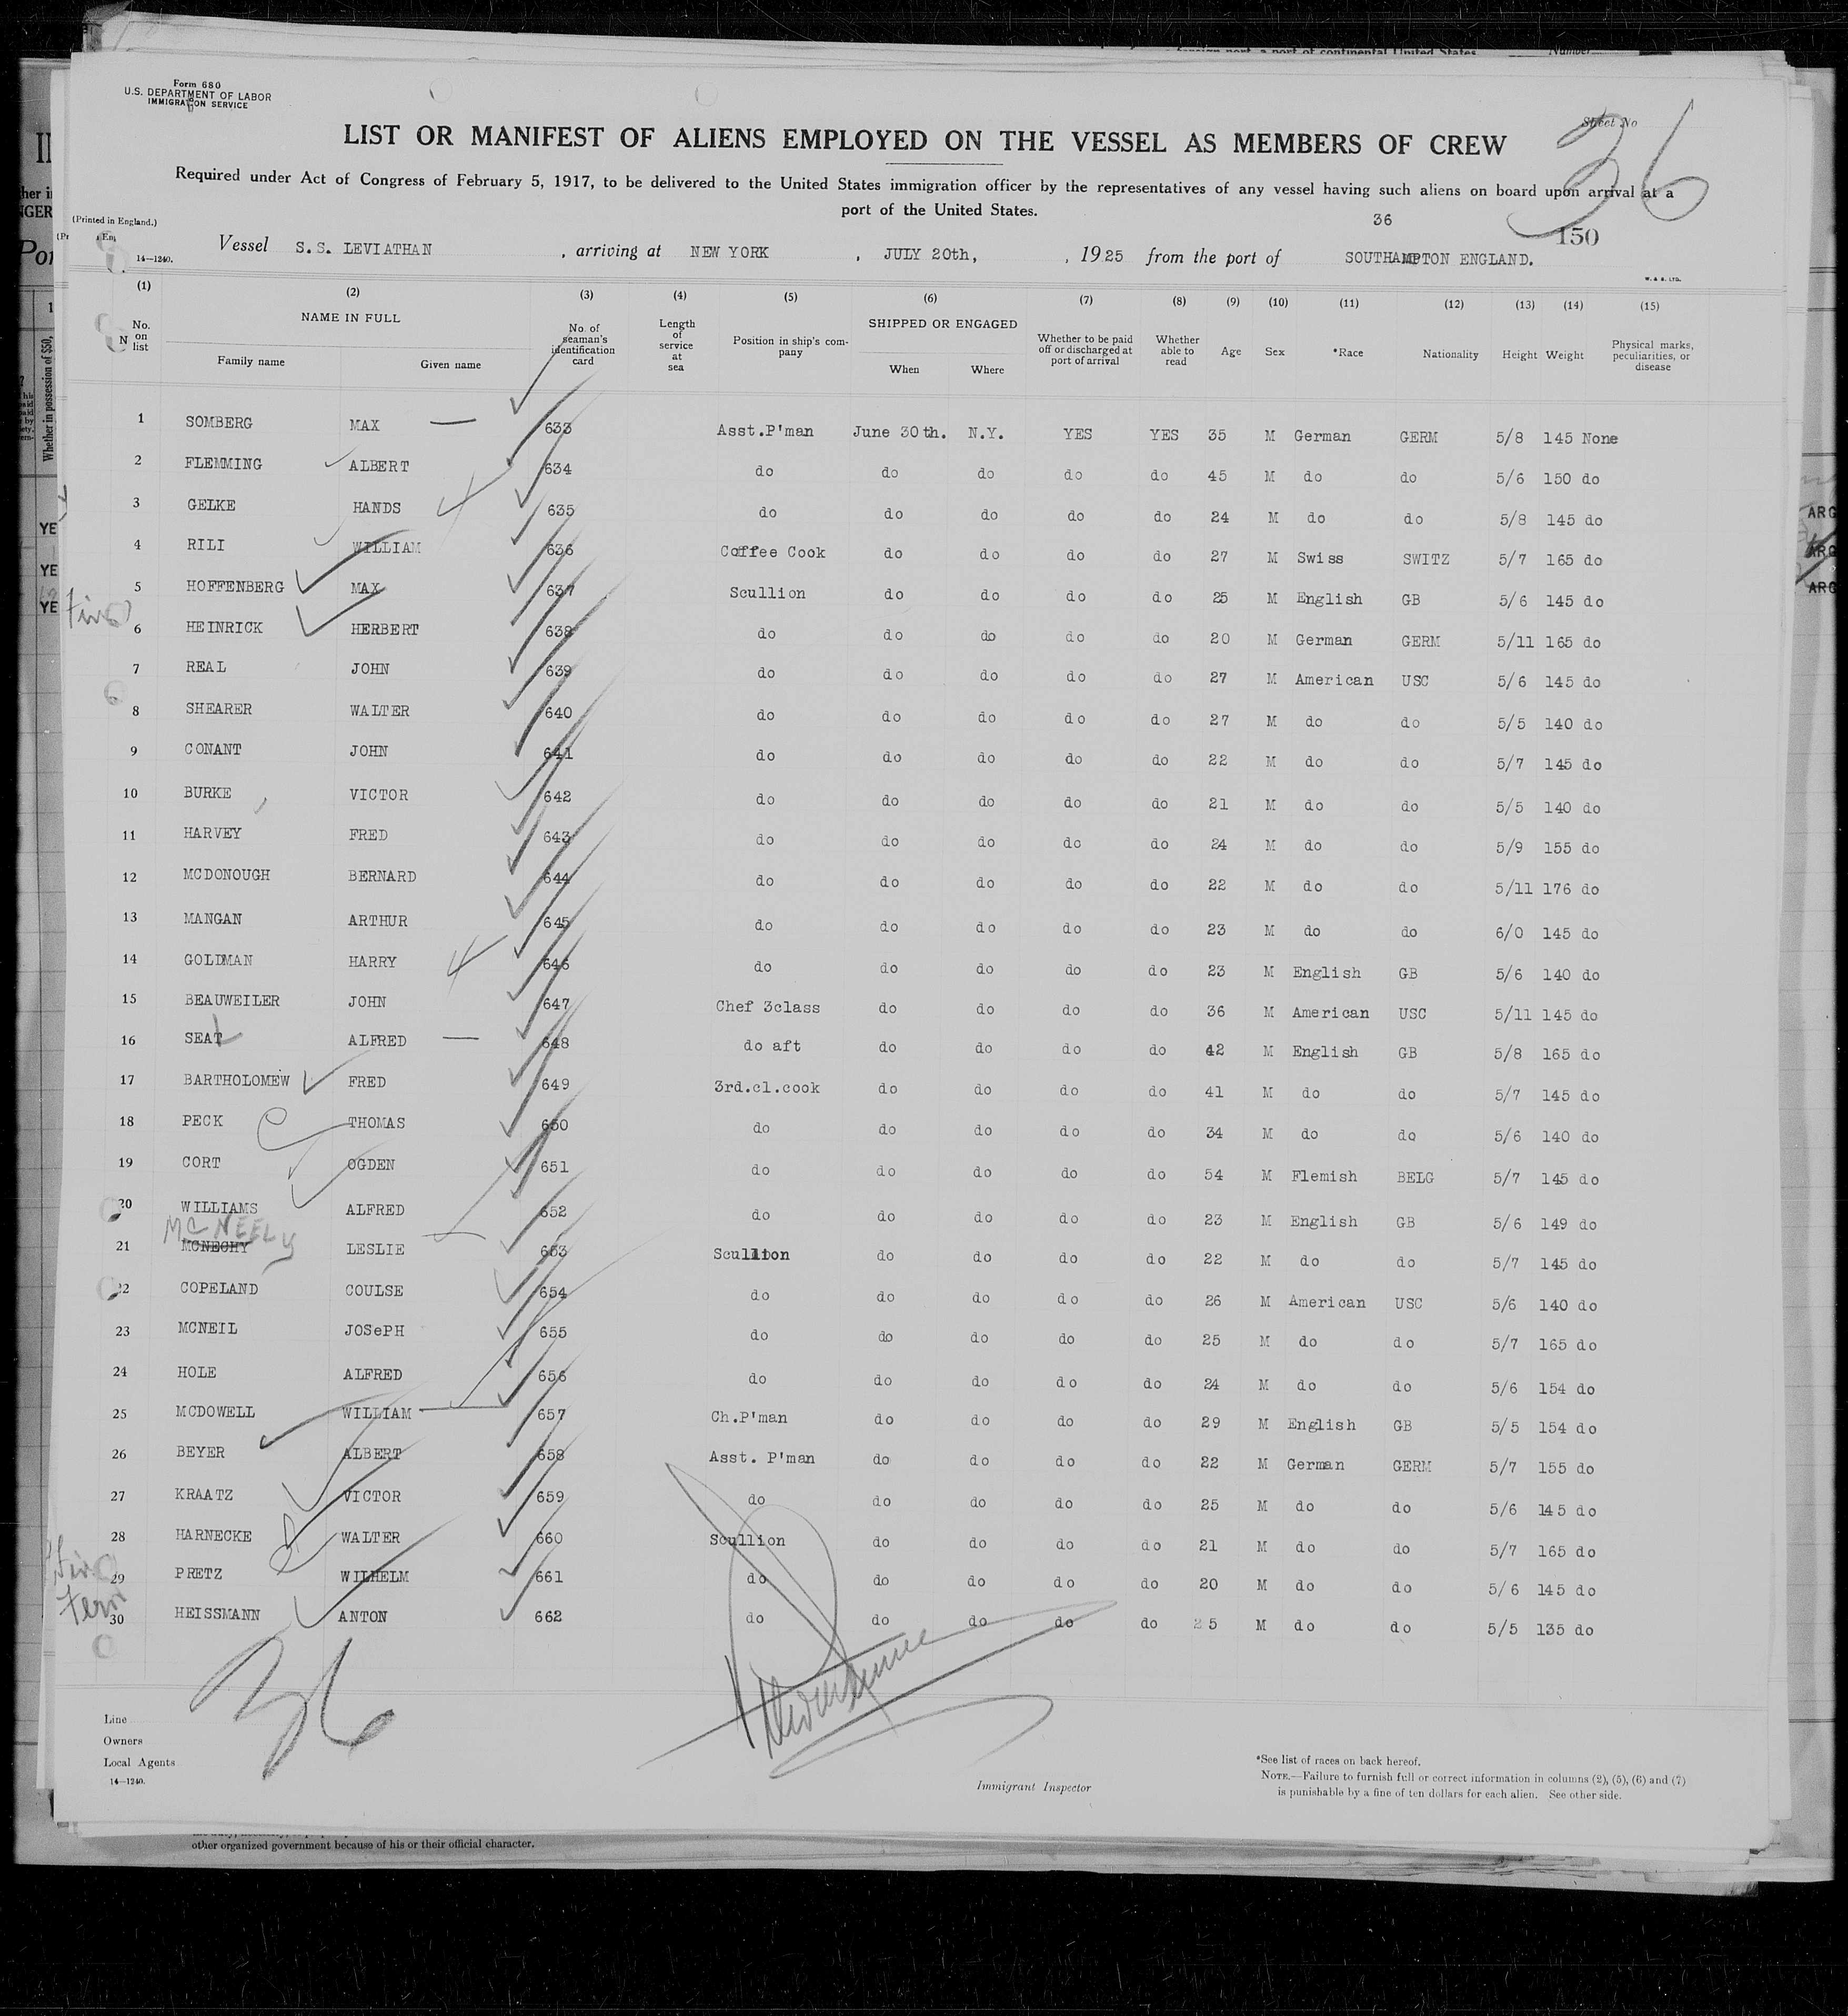 Form 680
U.S. DEPARTMENT OF LABOR
IMMIGRATION SERVICE
Sheet No
36
LIST OR MANIFEST OF ALIENS EMPLOYED ON THE VESSEL AS MEMBERS OF CREW
Required under Act of Congress of February 5, 1917, to be delivered to the United States immigration officer by the representatives of any vessel having such aliens on board upon arrival at a
port of the United States.
(Printed in England.)
36
150
14—1240.
Vessel S.S. LEVIATHAN , arriving at NEW YORK , JULY 20th, , 1925 from the port of SOUTHAMPTON ENGLAND.
W. & S. LTD.
(1) (2) (3) (4) (5) (6) (7) (8) (9) (10) (11) (12) (13) (14) (15)
No. on list NAME IN FULL Family name Given name No. of seaman's identification card Length of service at sea Position in ship's company SHIPPED OR ENGAGED When Where Whether to be paid off or discharged at port of arrival Whether able to read Age Sex *Race Nationality Height Weight Physical marks, peculiarities, or disease
1 SOMBERG MAX — 633 Asst.P'man June 30th. N.Y. YES YES 35 M German GERM 5/8 145 None
2 FLEMMING ALBERT 634 do do do do do 45 M do do 5/6 150 do
3 GELKE HANDS 635 do do do do do 24 M do do 5/8 145 do
4 RILI WILLIAM 636 Coffee Cook do do do do 27 M Swiss SWITZ 5/7 165 do
5 HOFFENBERG MAX 637 Scullion do do do do 25 M English GB 5/6 145 do
6 HEINRICK HERBERT 638 do do do do do 20 M German GERM 5/11 165 do
7 REAL JOHN 639 do do do do do 27 M American USC 5/6 145 do
8 SHEARER WALTER 640 do do do do do 27 M do do 5/5 140 do
9 CONANT JOHN 641 do do do do do 22 M do do 5/7 145 do
10 BURKE VICTOR 642 do do do do do 21 M do do 5/5 140 do
11 HARVEY FRED 643 do do do do do 24 M do do 5/9 155 do
12 MCDONOUGH BERNARD 644 do do do do do 22 M do do 5/11 176 do
13 MANGAN ARTHUR 645 do do do do do 23 M do do 6/0 145 do
14 GOLDMAN HARRY 646 do do do do do 23 M English GB 5/6 140 do
15 BEAUWEILER JOHN 647 Chef 3class do do do do 36 M American USC 5/11 145 do
16 SEAT ALFRED — 648 do aft do do do do 42 M English GB 5/8 165 do
17 BARTHOLOMEW FRED 649 3rd.cl.cook do do do do 41 M do do 5/7 145 do
18 PECK THOMAS 650 do do do do do 34 M do do 5/6 140 do
19 CORT OGDEN 651 do do do do do 54 M Flemish BELG 5/7 145 do
20 WILLIAMS ALFRED 652 do do do do do 23 M English GB 5/6 149 do
MCNEELY
21 MCNECHY LESLIE 653 Scullion do do do do 22 M do do 5/7 145 do
22 COPELAND COULSE 654 do do do do do 26 M American USC 5/6 140 do
23 MCNEIL JOSePH 655 do do do do do 25 M do do 5/7 165 do
24 HOLE ALFRED 656 do do do do do 24 M do do 5/6 154 do
25 MCDOWELL WILLIAM 657 Ch.P'man do do do do 29 M English GB 5/5 154 do
26 BEYER ALBERT 658 Asst. P'man do do do do 22 M German GERM 5/7 155 do
27 KRAATZ VICTOR 659 do do do do do 25 M do do 5/6 145 do
28 HARNECKE WALTER 660 Scullion do do do do 21 M do do 5/7 165 do
29 PRETZ WILHELM 661 do do do do do 20 M do do 5/6 145 do
30 HEISSMANN ANTON 662 do do do do do 25 M do do 5/5 135 do
36
Line
Owners
Local Agents
14—1240.
Immigrant Inspector
*See list of races on back hereof.
NOTE.—Failure to furnish full or correct information in columns (2), (5), (6) and (7)
is punishable by a fine of ten dollars for each alien. See other side.
other organized government because of his or their official character.